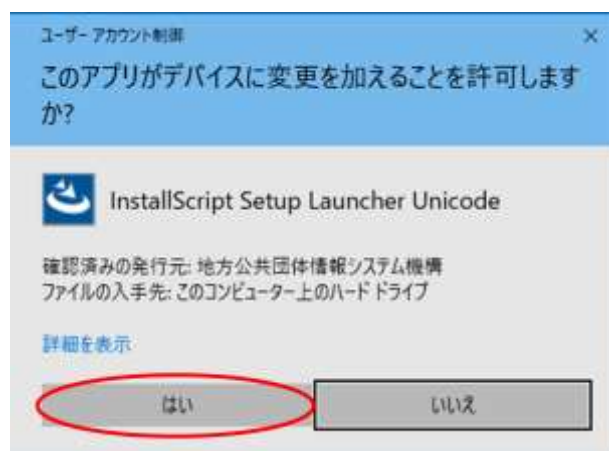 ユーザー アカウント制御
×
このアプリがデバイスに変更を加えることを許可します
か?
InstallScript Setup Launcher Unicode
確認済みの発行元: 地方公共団体情報システム機構
ファイルの入手先: このコンピューター上のハード ドライブ
詳細を表示
はい
いいえ